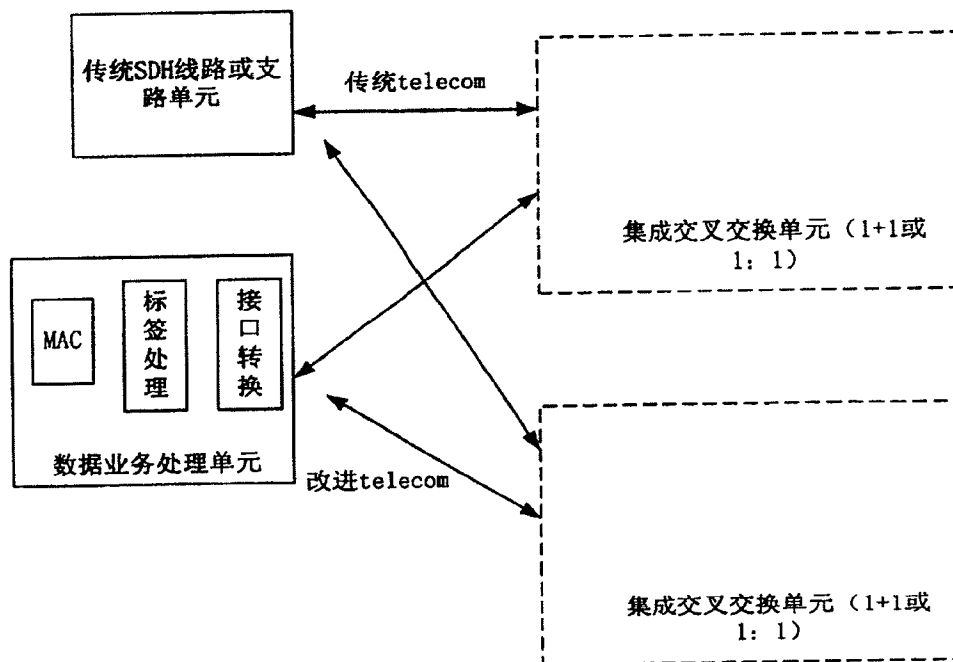 传统SDH线路或支
路单元
传统telecom
集成交叉交换单元（1+1或
1：1）
MAC
标签处理
接口转换
数据业务处理单元
改进telecom
集成交叉交换单元（1+1或
1：1）